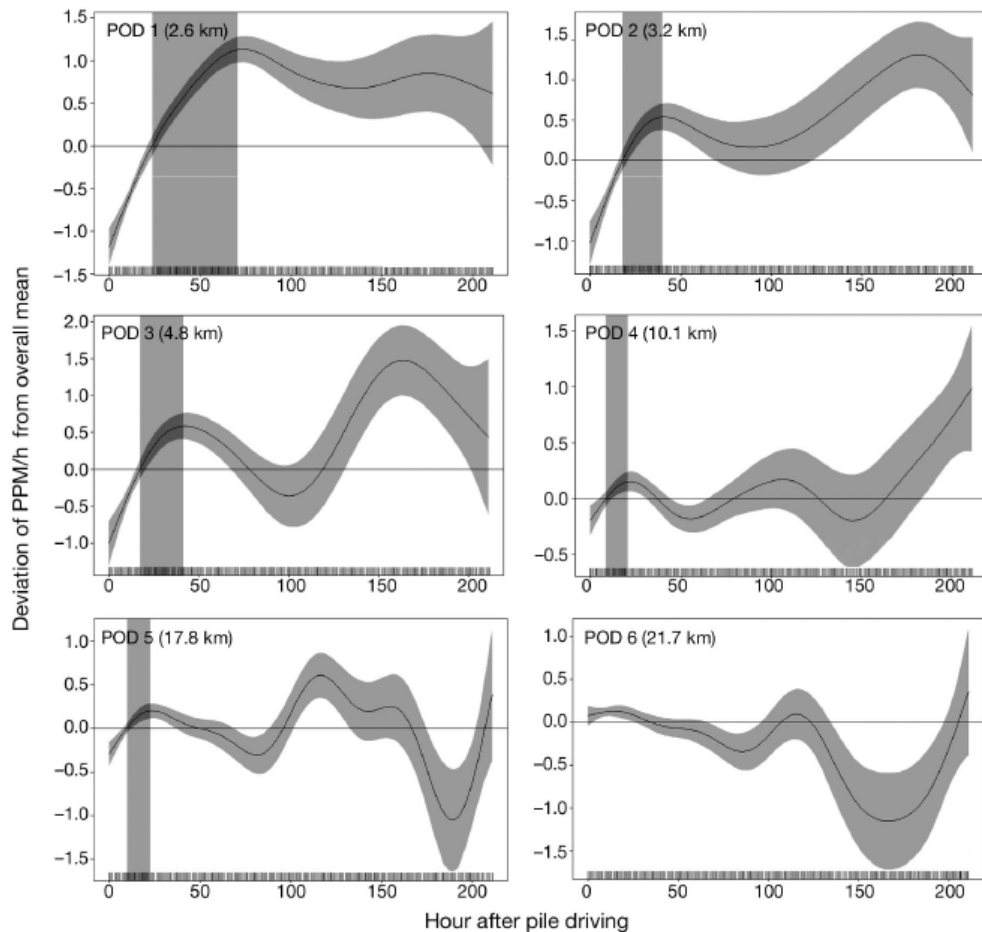 Deviation of PPM/h from overall mean
POD 1 (2.6 km)
1.5
1.0
0.5
0.0
−0.5
−1.0
−1.5
0 50 100 150 200
POD 2 (3.2 km)
1.5
1.0
0.5
0.0
−0.5
−1.0
0 50 100 150 200
POD 3 (4.8 km)
2.0
1.5
1.0
0.5
0.0
−0.5
−1.0
0 50 100 150 200
POD 4 (10.1 km)
1.5
1.0
0.5
0.0
−0.5
0 50 100 150 200
POD 5 (17.8 km)
1.0
0.5
0.0
−0.5
−1.0
−1.5
0 50 100 150 200
POD 6 (21.7 km)
1.0
0.5
0.0
−0.5
−1.0
−1.5
0 50 100 150 200
Hour after pile driving